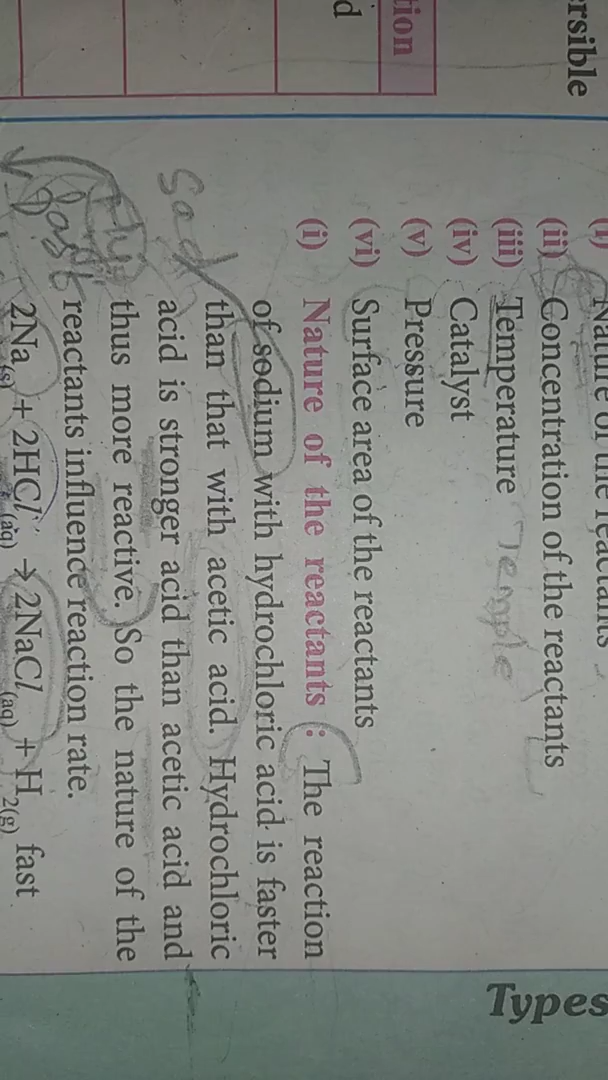 ersible
tion
d
(i) Nature of the reactants
(ii) Concentration of the reactants
(iii) Temperature Temple
(iv) Catalyst
(v) Pressure
(vi) Surface area of the reactants
(i) Nature of the reactants : The reaction
of sodium with hydrochloric acid is faster
than that with acetic acid. Hydrochloric
acid is stronger acid than acetic acid and
thus more reactive. So the nature of the
reactants influence reaction rate.
2Na(s) + 2HCl(aq) → 2NaCl(aq) + H2(g) fast
fast
Types